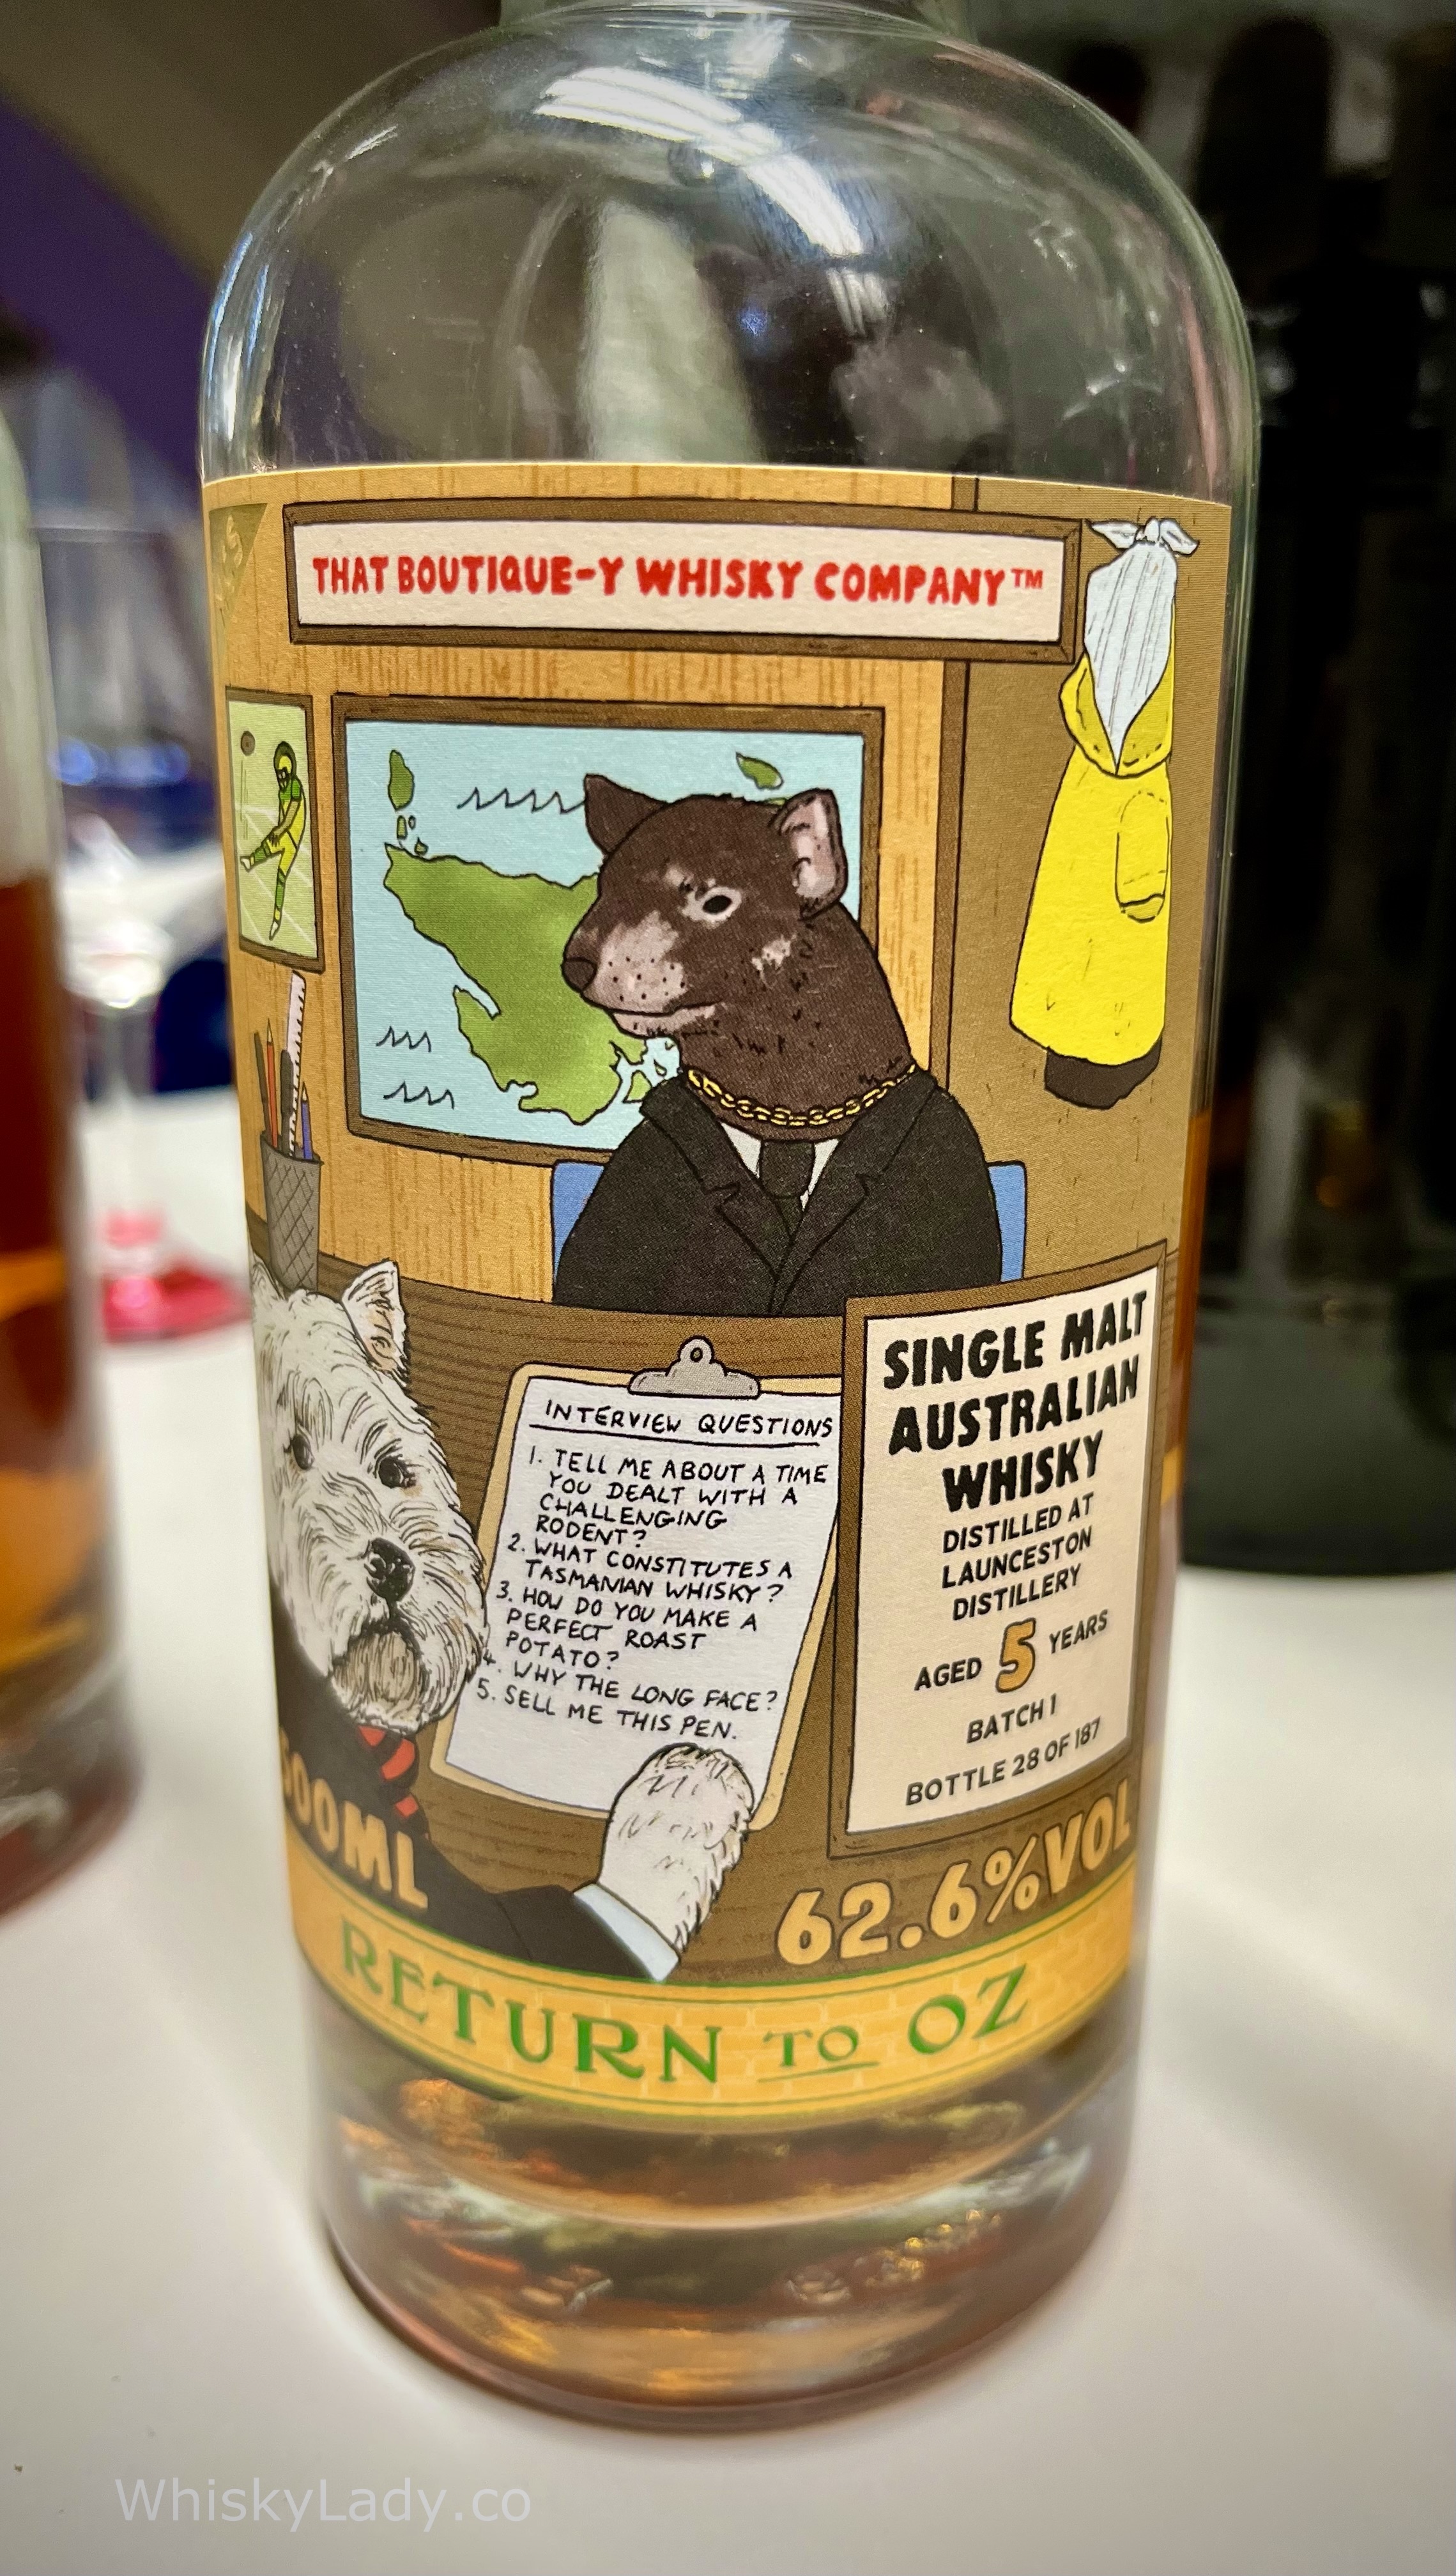 THAT BOUTIQUE-Y WHISKY COMPANY™
INTERVIEW QUESTIONS
1. TELL ME ABOUT A TIME
YOU DEALT WITH A
CHALLENGING
RODENT?
2. WHAT CONSTITUTES A
TASMANIAN WHISKY?
3. HOW DO YOU MAKE A
PERFECT ROAST
POTATO?
4. WHY THE LONG FACE?
5. SELL ME THIS PEN.
SINGLE MALT
AUSTRALIAN
WHISKY
DISTILLED AT
LAUNCESTON
DISTILLERY
AGED 5 YEARS
BATCH 1
BOTTLE 28 OF 187
500ML
62.6%VOL
RETURN TO OZ
WhiskyLady.co